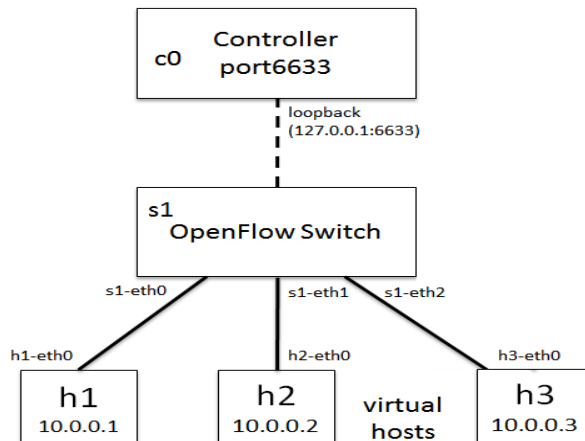 Controller
c0
port6633
loopback
(127.0.0.1:6633)
s1
OpenFlow Switch
s1-eth0
s1-eth1
s1-eth2
h1-eth0
h2-eth0
h3-eth0
h1
10.0.0.1
h2
10.0.0.2
virtual
hosts
h3
10.0.0.3